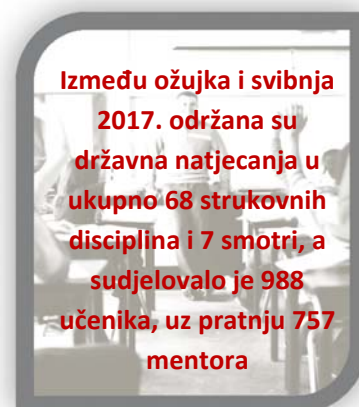 Između ožujka i svibnja
2017. održana su
državna natjecanja u
ukupno 68 strukovnih
disciplina i 7 smotri, a
sudjelovalo je 988
učenika, uz pratnju 757
mentora